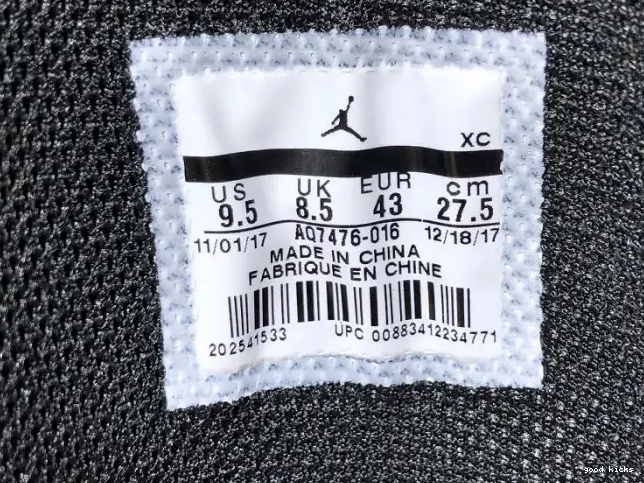 XC
US UK EUR cm
9.5 8.5 43 27.5
11/01/17 AQ7476-016 12/18/17
MADE IN CHINA
FABRIQUE EN CHINE
202541533 UPC 00883412234771
good kicks